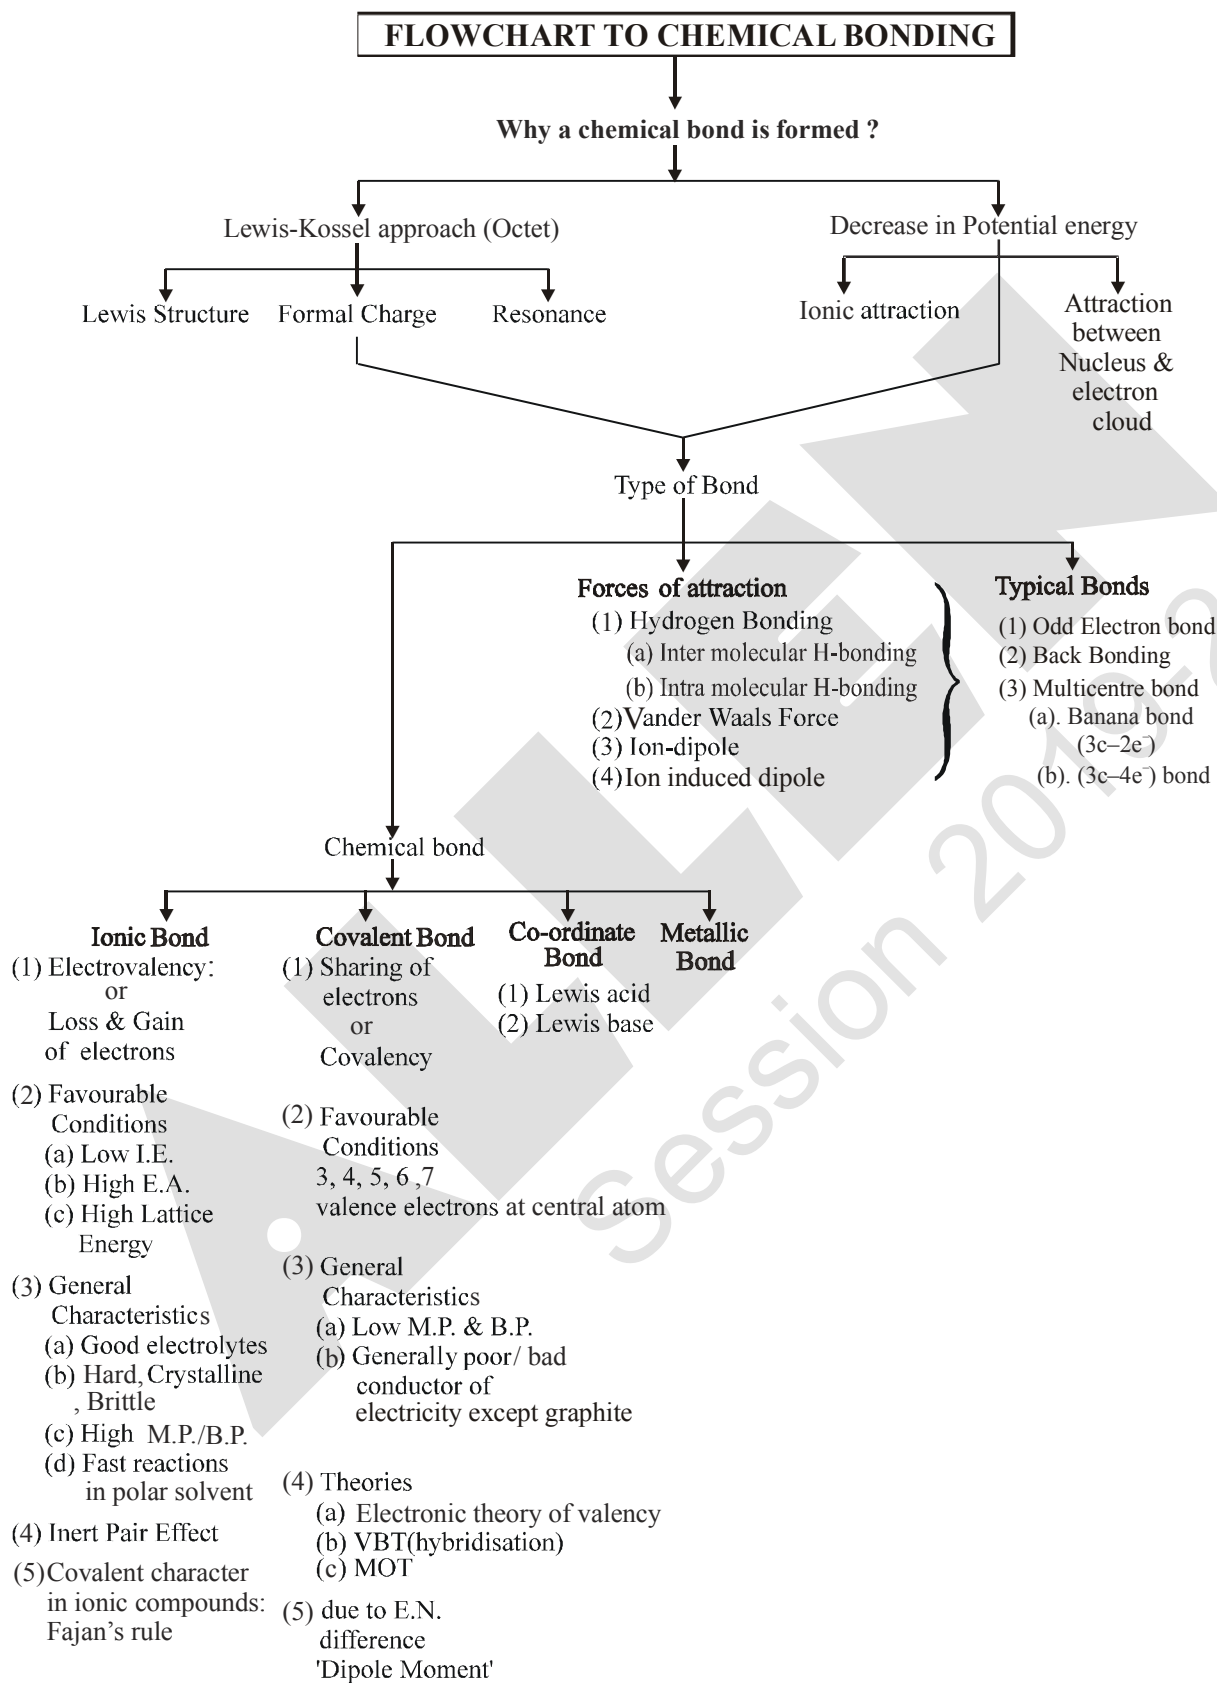 FLOWCHART TO CHEMICAL BONDING
Why a chemical bond is formed ?
Lewis-Kossel approach (Octet)
Decrease in Potential energy
Lewis Structure
Formal Charge
Resonance
Ionic attraction
Attraction
between
Nucleus &
electron
cloud
Type of Bond
Forces of attraction
(1) Hydrogen Bonding
(a) Inter molecular H-bonding
(b) Intra molecular H-bonding
(2) Vander Waals Force
(3) Ion-dipole
(4) Ion induced dipole
Typical Bonds
(1) Odd Electron bond
(2) Back Bonding
(3) Multicentre bond
(a). Banana bond
(3c–2e⁻)
(b). (3c–4e⁻) bond
Chemical bond
Ionic Bond
(1) Electrovalency:
or
Loss & Gain
of electrons
(2) Favourable
Conditions
(a) Low I.E.
(b) High E.A.
(c) High Lattice
Energy
(3) General
Characteristics
(a) Good electrolytes
(b) Hard, Crystalline
, Brittle
(c) High M.P./B.P.
(d) Fast reactions
in polar solvent
(4) Inert Pair Effect
(5) Covalent character
in ionic compounds:
Fajan's rule
Covalent Bond
(1) Sharing of
electrons
or
Covalency
(2) Favourable
Conditions
3, 4, 5, 6 ,7
valence electrons at central atom
(3) General
Characteristics
(a) Low M.P. & B.P.
(b) Generally poor/ bad
conductor of
electricity except graphite
(4) Theories
(a) Electronic theory of valency
(b) VBT(hybridisation)
(c) MOT
(5) due to E.N.
difference
'Dipole Moment'
Co-ordinate
Bond
(1) Lewis acid
(2) Lewis base
Metallic
Bond
ALLEN
Session 2019-2